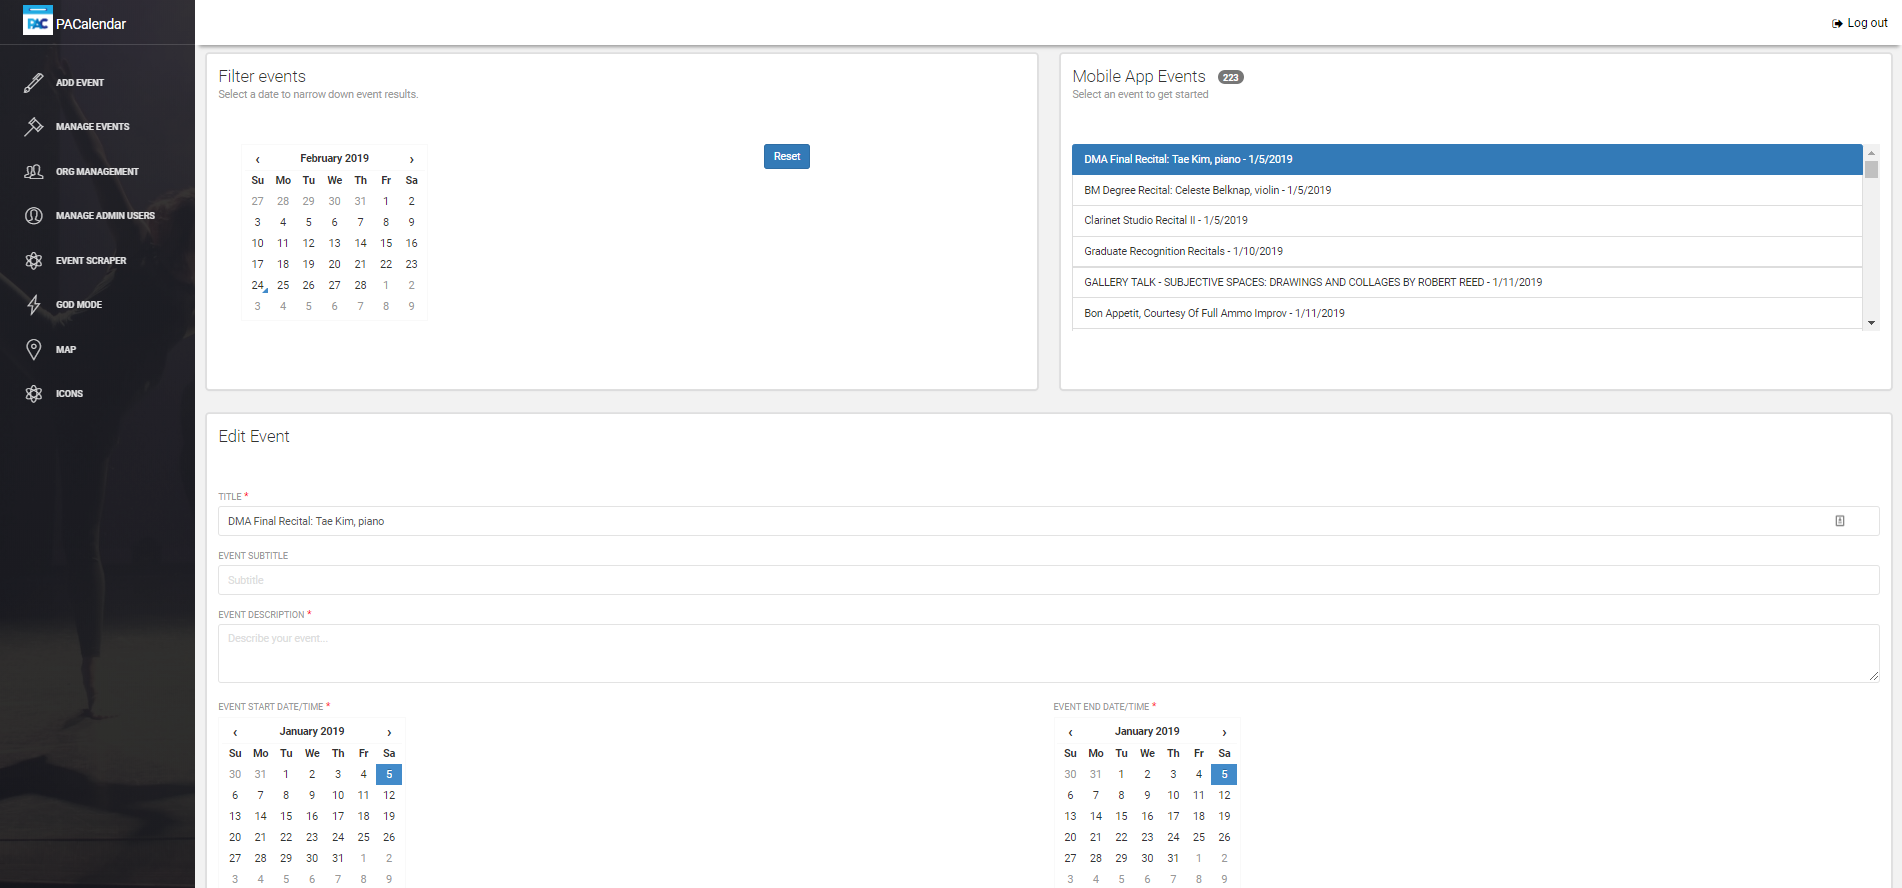 PAC PACalendar
Log out
ADD EVENT
MANAGE EVENTS
ORG MANAGEMENT
MANAGE ADMIN USERS
EVENT SCRAPER
GOD MODE
MAP
ICONS
Filter events
Select a date to narrow down event results.
‹ February 2019 ›
Su Mo Tu We Th Fr Sa
27 28 29 30 31 1 2
3 4 5 6 7 8 9
10 11 12 13 14 15 16
17 18 19 20 21 22 23
24 25 26 27 28 1 2
3 4 5 6 7 8 9
Reset
Mobile App Events 223
Select an event to get started
DMA Final Recital: Tae Kim, piano - 1/5/2019
BM Degree Recital: Celeste Belknap, violin - 1/5/2019
Clarinet Studio Recital II - 1/5/2019
Graduate Recognition Recitals - 1/10/2019
GALLERY TALK - SUBJECTIVE SPACES: DRAWINGS AND COLLAGES BY ROBERT REED - 1/11/2019
Bon Appetit, Courtesy Of Full Ammo Improv - 1/11/2019
Edit Event
TITLE *
DMA Final Recital: Tae Kim, piano
EVENT SUBTITLE
Subtitle
EVENT DESCRIPTION *
Describe your event...
EVENT START DATE/TIME *
‹ January 2019 ›
Su Mo Tu We Th Fr Sa
30 31 1 2 3 4 5
6 7 8 9 10 11 12
13 14 15 16 17 18 19
20 21 22 23 24 25 26
27 28 29 30 31 1 2
3 4 5 6 7 8 9
EVENT END DATE/TIME *
‹ January 2019 ›
Su Mo Tu We Th Fr Sa
30 31 1 2 3 4 5
6 7 8 9 10 11 12
13 14 15 16 17 18 19
20 21 22 23 24 25 26
27 28 29 30 31 1 2
3 4 5 6 7 8 9